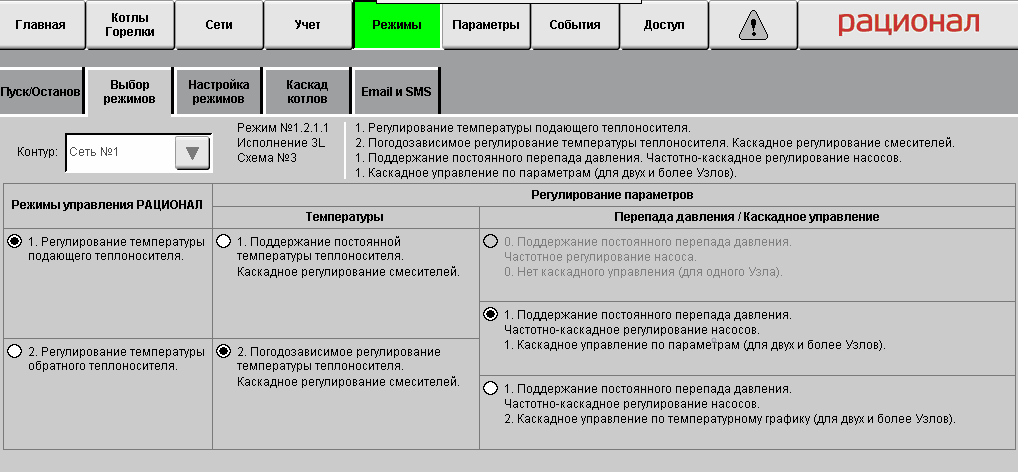 Главная
Котлы
Горелки
Сети
Учет
Режимы
Параметры
События
Доступ
рационал
Пуск/Останов
Выбор
режимов
Настройка
режимов
Каскад
котлов
Email и SMS
Контур:
Сеть №1
Режим №1.2.1.1
Исполнение 3L
Схема №3
1. Регулирование температуры подающего теплоносителя.
2. Погодозависимое регулирование температуры теплоносителя. Каскадное регулирование смесителей.
1. Поддержание постоянного перепада давления. Частотно-каскадное регулирование насосов.
1. Каскадное управление по параметрам (для двух и более Узлов).
Режимы управления РАЦИОНАЛ
Регулирование параметров
Температуры
Перепада давления / Каскадное управление
1. Регулирование температуры
подающего теплоносителя.
1. Поддержание постоянной
температуры теплоносителя.
Каскадное регулирование смесителей.
0. Поддержание постоянного перепада давления.
Частотное регулирование насоса.
0. Нет каскадного управления (для одного Узла).
1. Поддержание постоянного перепада давления.
Частотно-каскадное регулирование насосов.
1. Каскадное управление по параметрам (для двух и более Узлов).
2. Регулирование температуры
обратного теплоносителя.
2. Погодозависимое регулирование
температуры теплоносителя.
Каскадное регулирование смесителей.
1. Поддержание постоянного перепада давления.
Частотно-каскадное регулирование насосов.
2. Каскадное управление по температурному графику (для двух и более Узлов).